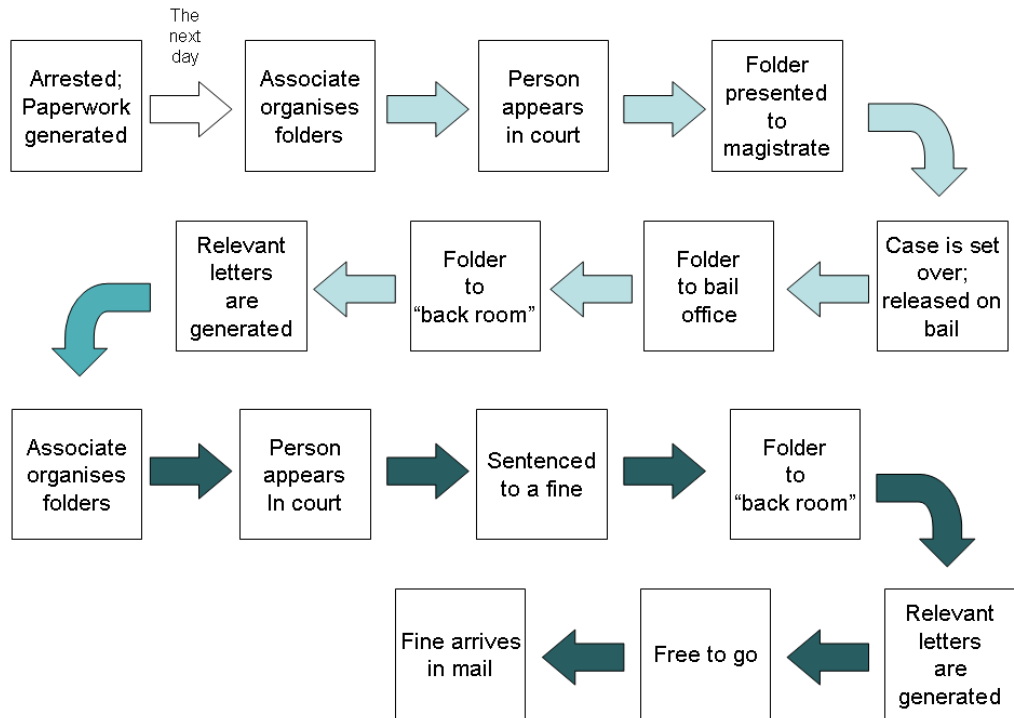 The
next
day
Arrested;
Paperwork
generated
Associate
organises
folders
Person
appears
in court
Folder
presented
to
magistrate
Case is set
over;
released on
bail
Folder
to bail
office
Folder
to
“back room”
Relevant
letters
are
generated
Associate
organises
folders
Person
appears
In court
Sentenced
to a fine
Folder
to
“back room”
Relevant
letters
are
generated
Free to go
Fine arrives
in mail